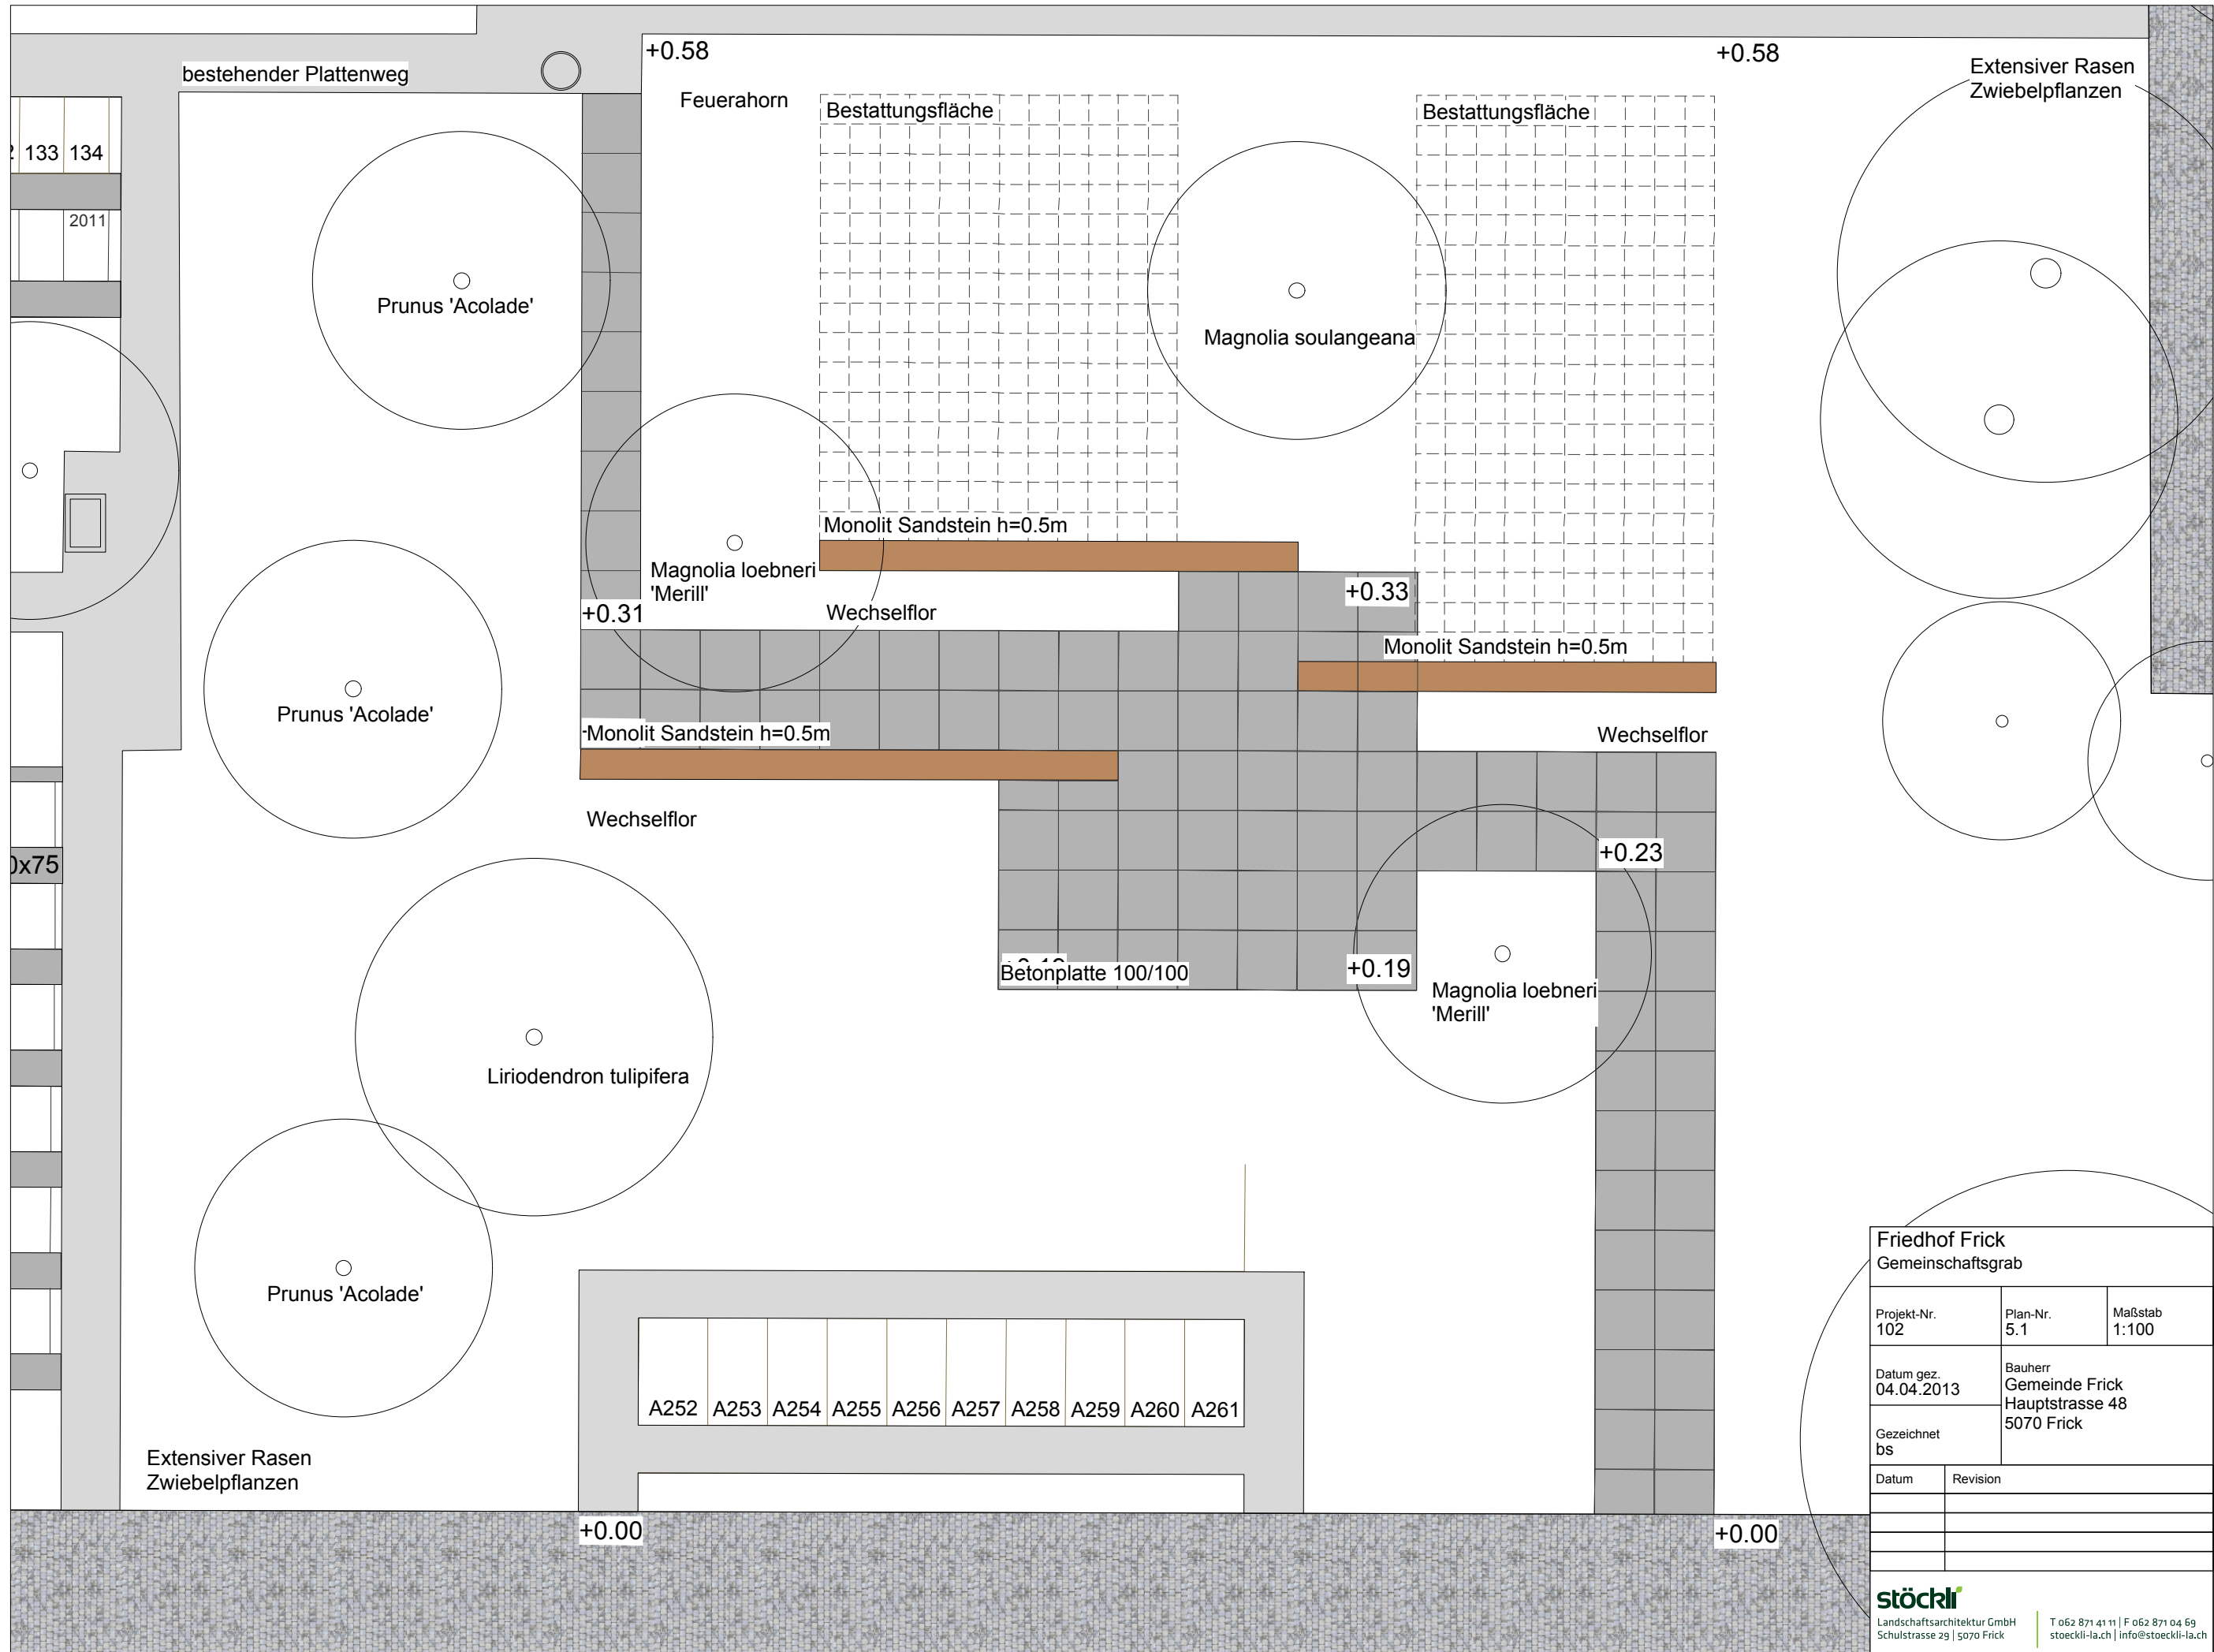 +0.58
+0.58
bestehender Plattenweg
Extensiver Rasen
Zwiebelpflanzen
Feuerahorn
Bestattungsfläche
Bestattungsfläche
133
134
2011
Prunus 'Acolade'
Magnolia soulangeana
Monolit Sandstein h=0.5m
Magnolia loebneri
'Merill'
+0.33
+0.31
Wechselflor
Monolit Sandstein h=0.5m
Prunus 'Acolade'
Monolit Sandstein h=0.5m
Wechselflor
Wechselflor
+0.23
0x75
Betonplatte 100/100
+0.19
Magnolia loebneri
'Merill'
Liriodendron tulipifera
Prunus 'Acolade'
A252 A253 A254 A255 A256 A257 A258 A259 A260 A261
Extensiver Rasen
Zwiebelpflanzen
+0.00
+0.00
Friedhof Frick
Gemeinschaftsgrab
Projekt-Nr.
102
Plan-Nr.
5.1
Maßstab
1:100
Datum gez.
04.04.2013
Bauherr
Gemeinde Frick
Hauptstrasse 48
5070 Frick
Gezeichnet
bs
Datum
Revision
stöckli
Landschaftsarchitektur GmbH
Schulstrasse 29 | 5070 Frick
T 062 871 41 11 | F 062 871 04 69
stoeckli-la.ch | info@stoeckli-la.ch